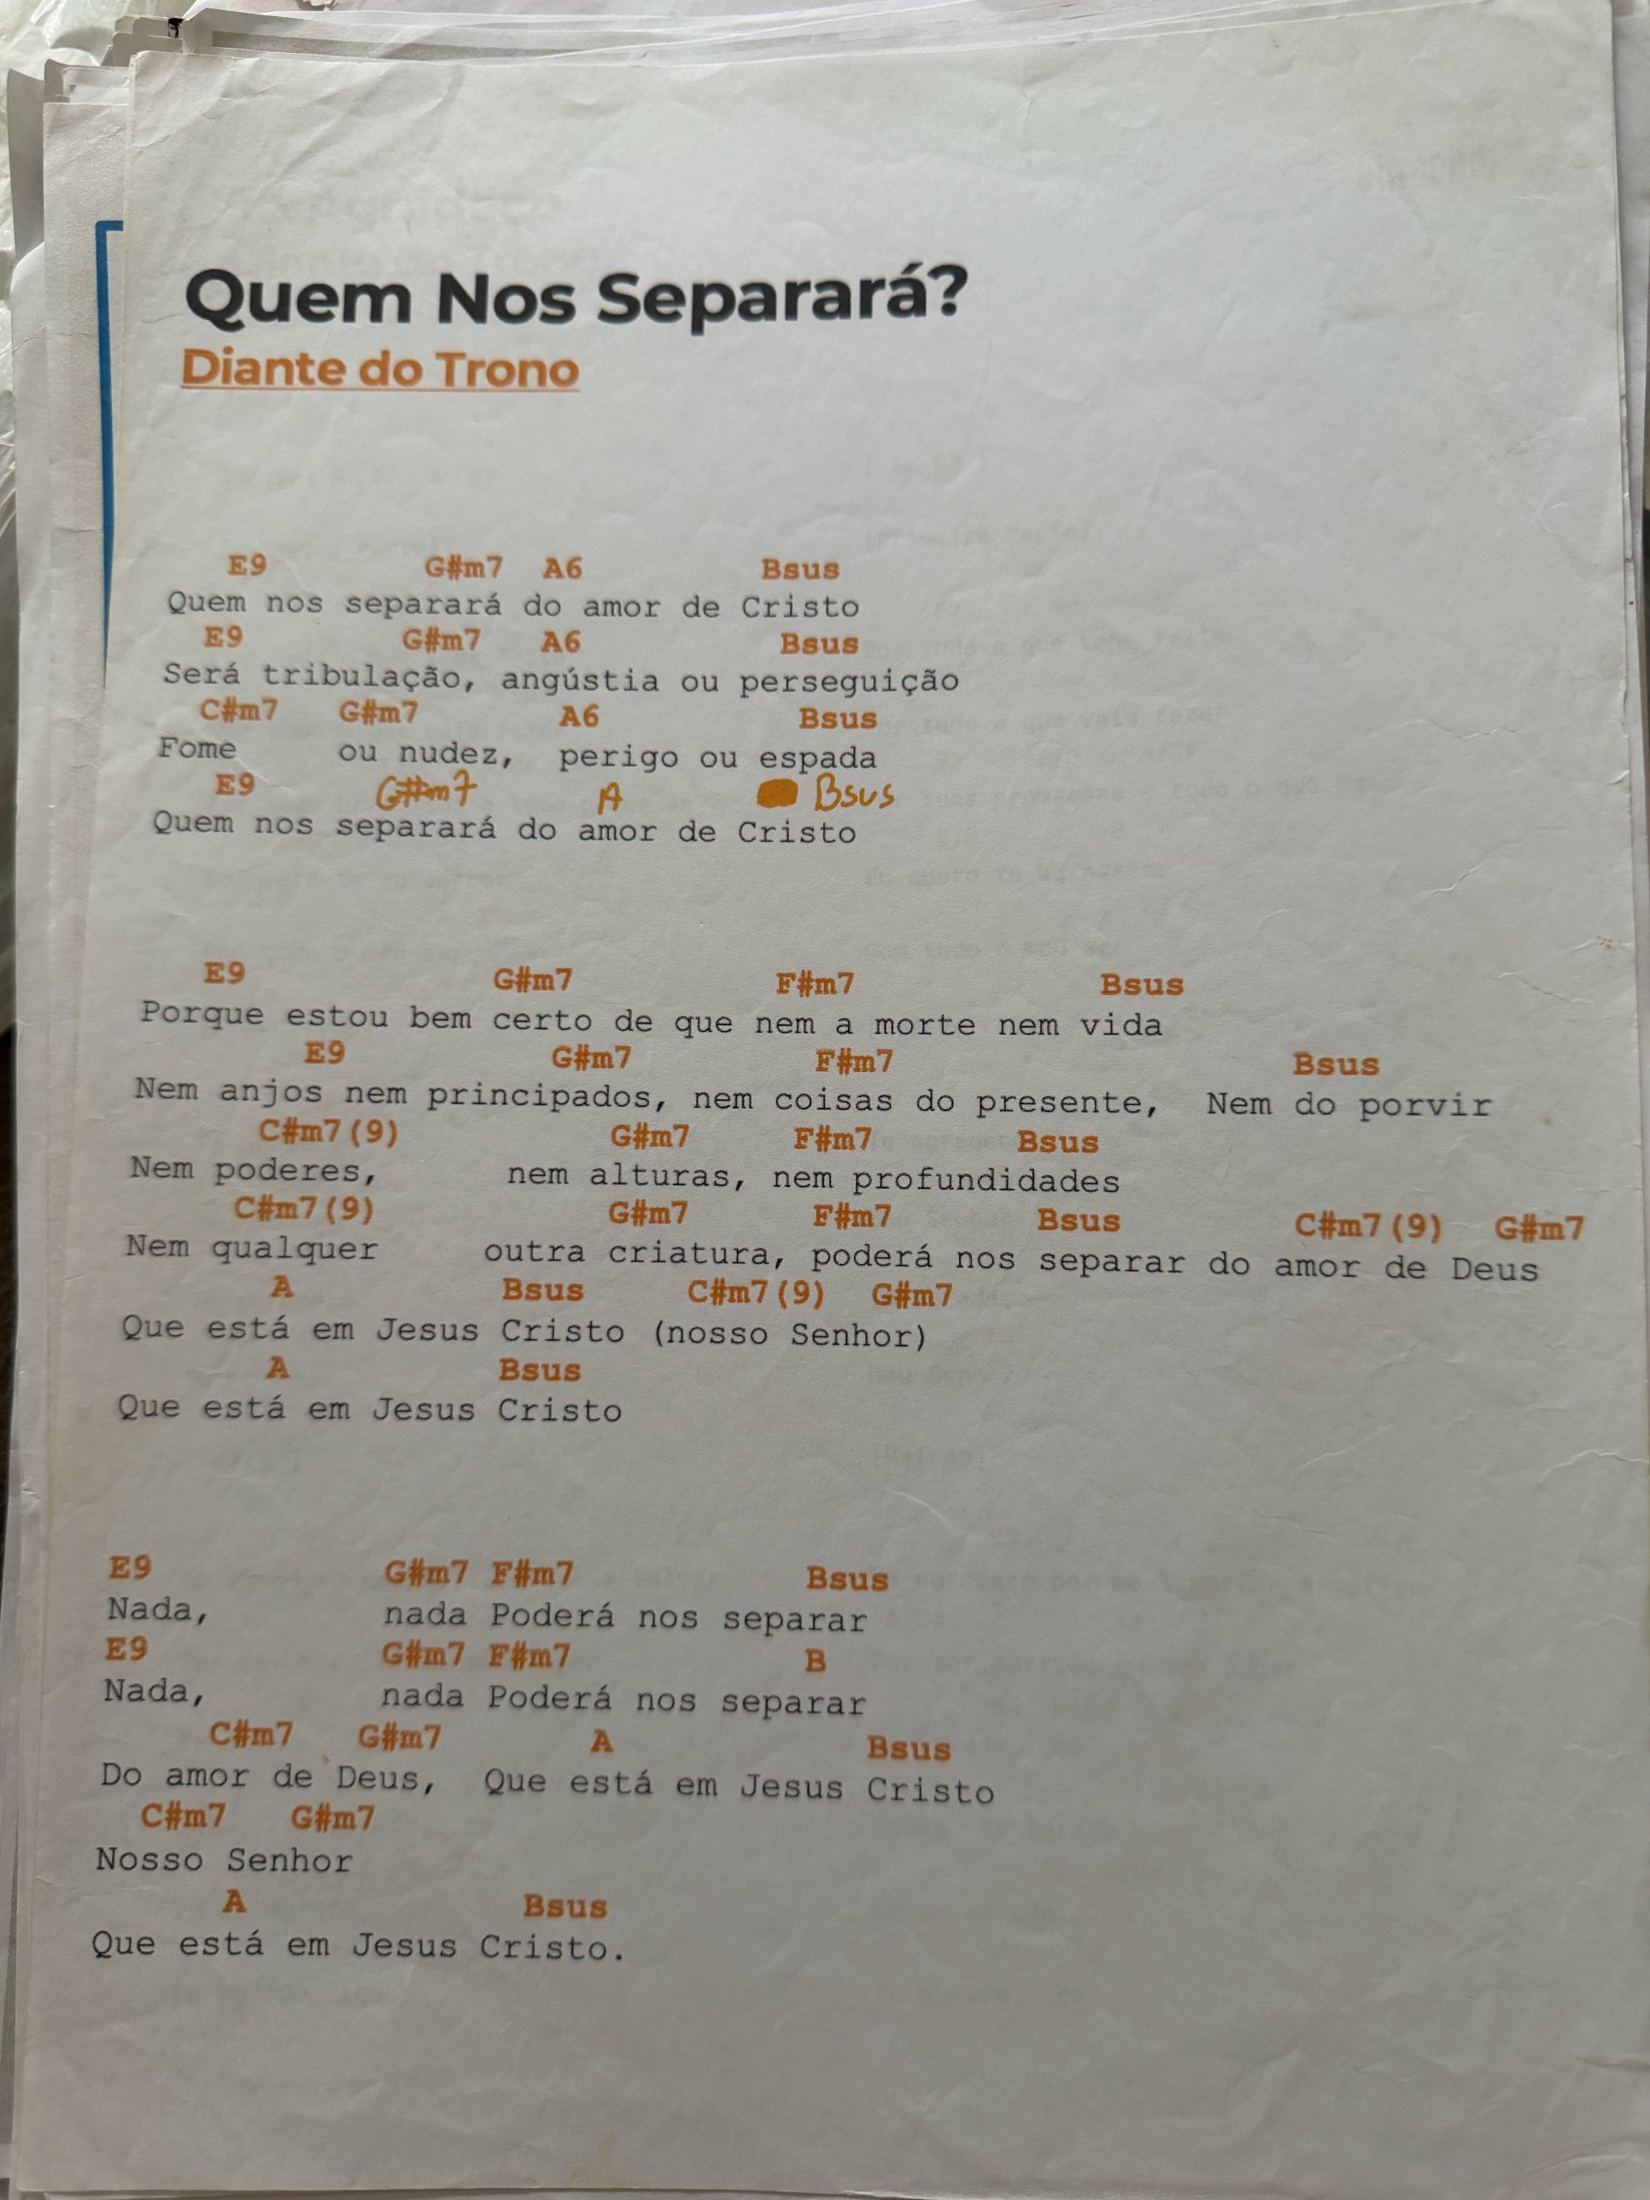 Quem Nos Separará?
Diante do Trono
E9 G#m7 A6 Bsus
Quem nos separará do amor de Cristo
E9 G#m7 A6 Bsus
Será tribulação, angústia ou perseguição
C#m7 G#m7 A6 Bsus
Fome ou nudez, perigo ou espada
E9 G#m7 A Bsus
Quem nos separará do amor de Cristo
E9 G#m7 F#m7 Bsus
Porque estou bem certo de que nem a morte nem vida
E9 G#m7 F#m7 Bsus
Nem anjos nem principados, nem coisas do presente, Nem do porvir
C#m7(9) G#m7 F#m7 Bsus
Nem poderes, nem alturas, nem profundidades
C#m7(9) G#m7 F#m7 Bsus C#m7(9) G#m7
Nem qualquer outra criatura, poderá nos separar do amor de Deus
A Bsus C#m7(9) G#m7
Que está em Jesus Cristo (nosso Senhor)
A Bsus
Que está em Jesus Cristo
E9 G#m7 F#m7 Bsus
Nada, nada Poderá nos separar
E9 G#m7 F#m7 B
Nada, nada Poderá nos separar
C#m7 G#m7 A Bsus
Do amor de Deus, Que está em Jesus Cristo
C#m7 G#m7
Nosso Senhor
A Bsus
Que está em Jesus Cristo.